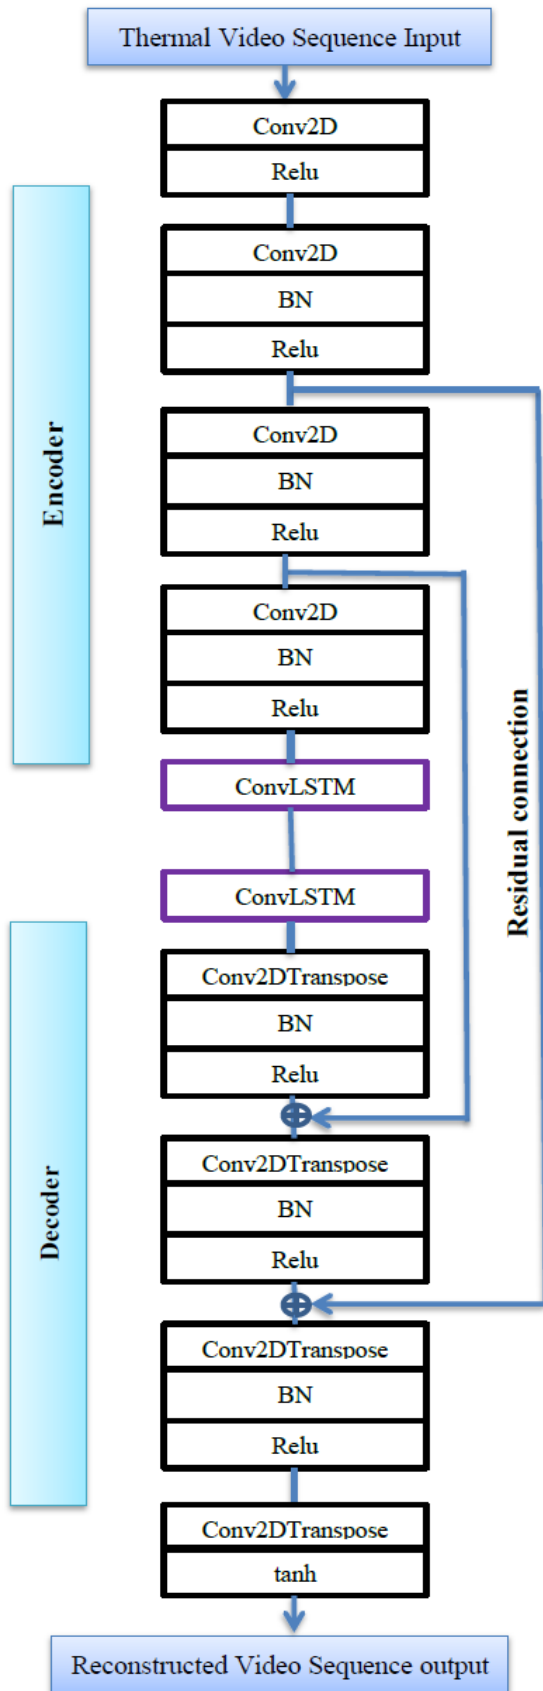 Thermal Video Sequence Input
Conv2D
Relu
Conv2D
BN
Relu
Conv2D
BN
Relu
Conv2D
BN
Relu
Encoder
ConvLSTM
ConvLSTM
Residual connection
Conv2DTranspose
BN
Relu
Conv2DTranspose
BN
Relu
Decoder
Conv2DTranspose
BN
Relu
Conv2DTranspose
tanh
Reconstructed Video Sequence output